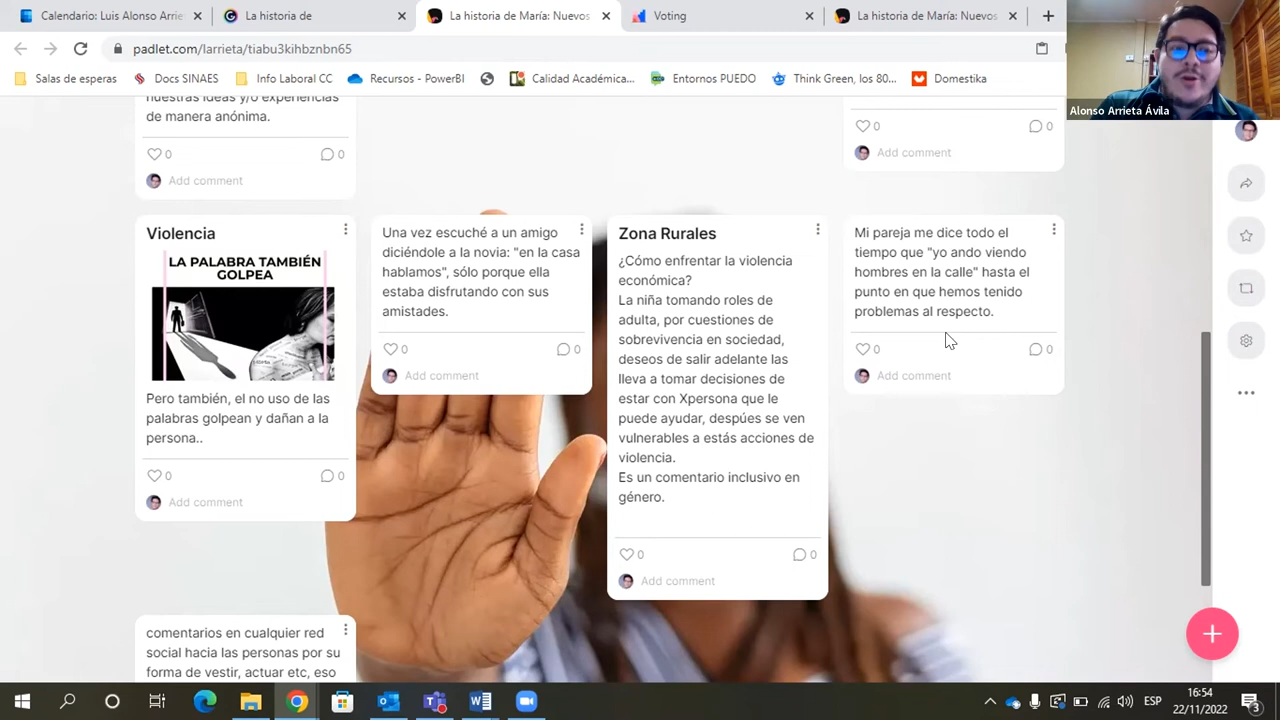 Calendario: Luis Alonso Arrie
La historia de
La historia de María: Nuevos
Voting
La historia de María: Nuevos
padlet.com/larrieta/tiabu3kihbznbn65
Salas de esperas
Docs SINAES
Info Laboral CC
Recursos - PowerBI
Calidad Académica...
Entornos PUEDO
Think Green, los 80...
Domestika
Alonso Arrieta Ávila
nuestras ideas y/o experiencias
de manera anónima.
0
0
Add comment
0
0
Add comment
Violencia
LA PALABRA TAMBIÉN
GOLPEA
Pero también, el no uso de las
palabras golpean y dañan a la
persona..
0
0
Add comment
Una vez escuché a un amigo
diciéndole a la novia: "en la casa
hablamos", sólo porque ella
estaba disfrutando con sus
amistades.
0
0
Add comment
Zona Rurales
¿Cómo enfrentar la violencia
económica?
La niña tomando roles de
adulta, por cuestiones de
sobrevivencia en sociedad,
deseos de salir adelante las
lleva a tomar decisiones de
estar con Xpersona que le
puede ayudar, despúes se ven
vulnerables a estás acciones de
violencia.
Es un comentario inclusivo en
género.
0
0
Add comment
Mi pareja me dice todo el
tiempo que "yo ando viendo
hombres en la calle" hasta el
punto en que hemos tenido
problemas al respecto.
0
0
Add comment
comentarios en cualquier red
social hacia las personas por su
forma de vestir, actuar etc, eso
ESP
16:54
22/11/2022
3